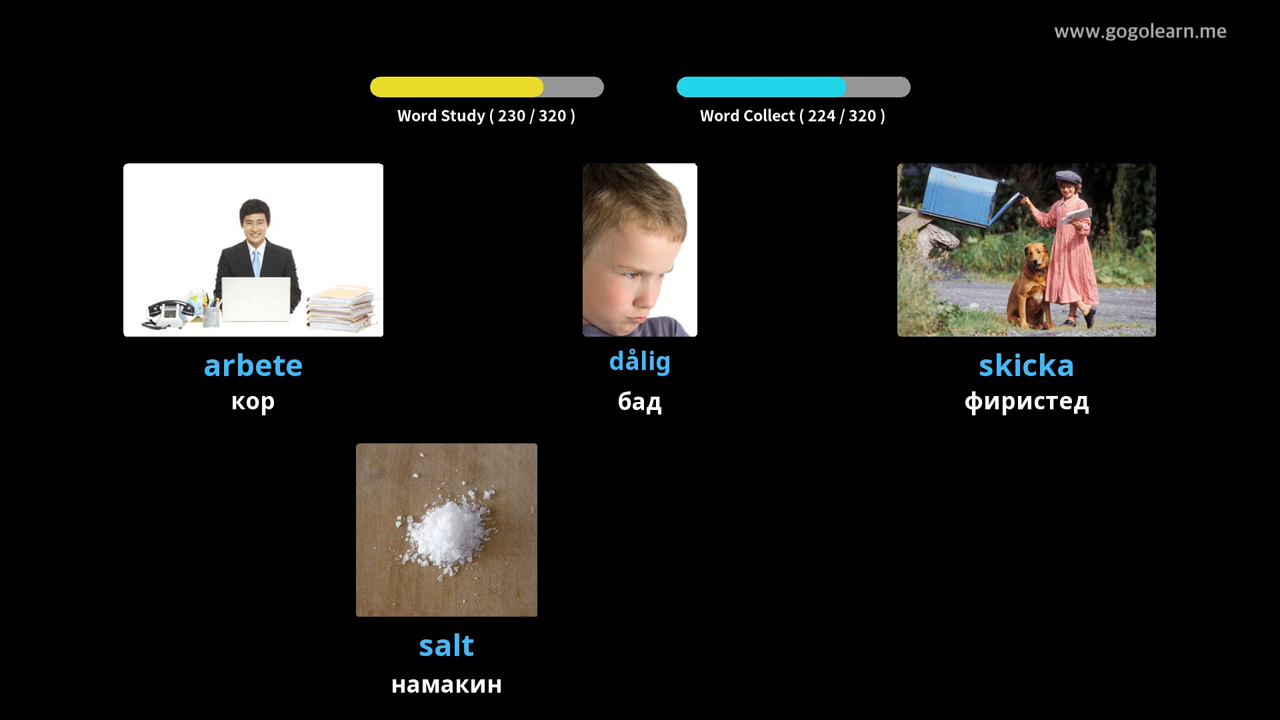 www.gogolearn.me
Word Study ( 230 / 320 )
Word Collect ( 224 / 320 )
arbete
кор
dålig
бад
skicka
фиристед
salt
намакин